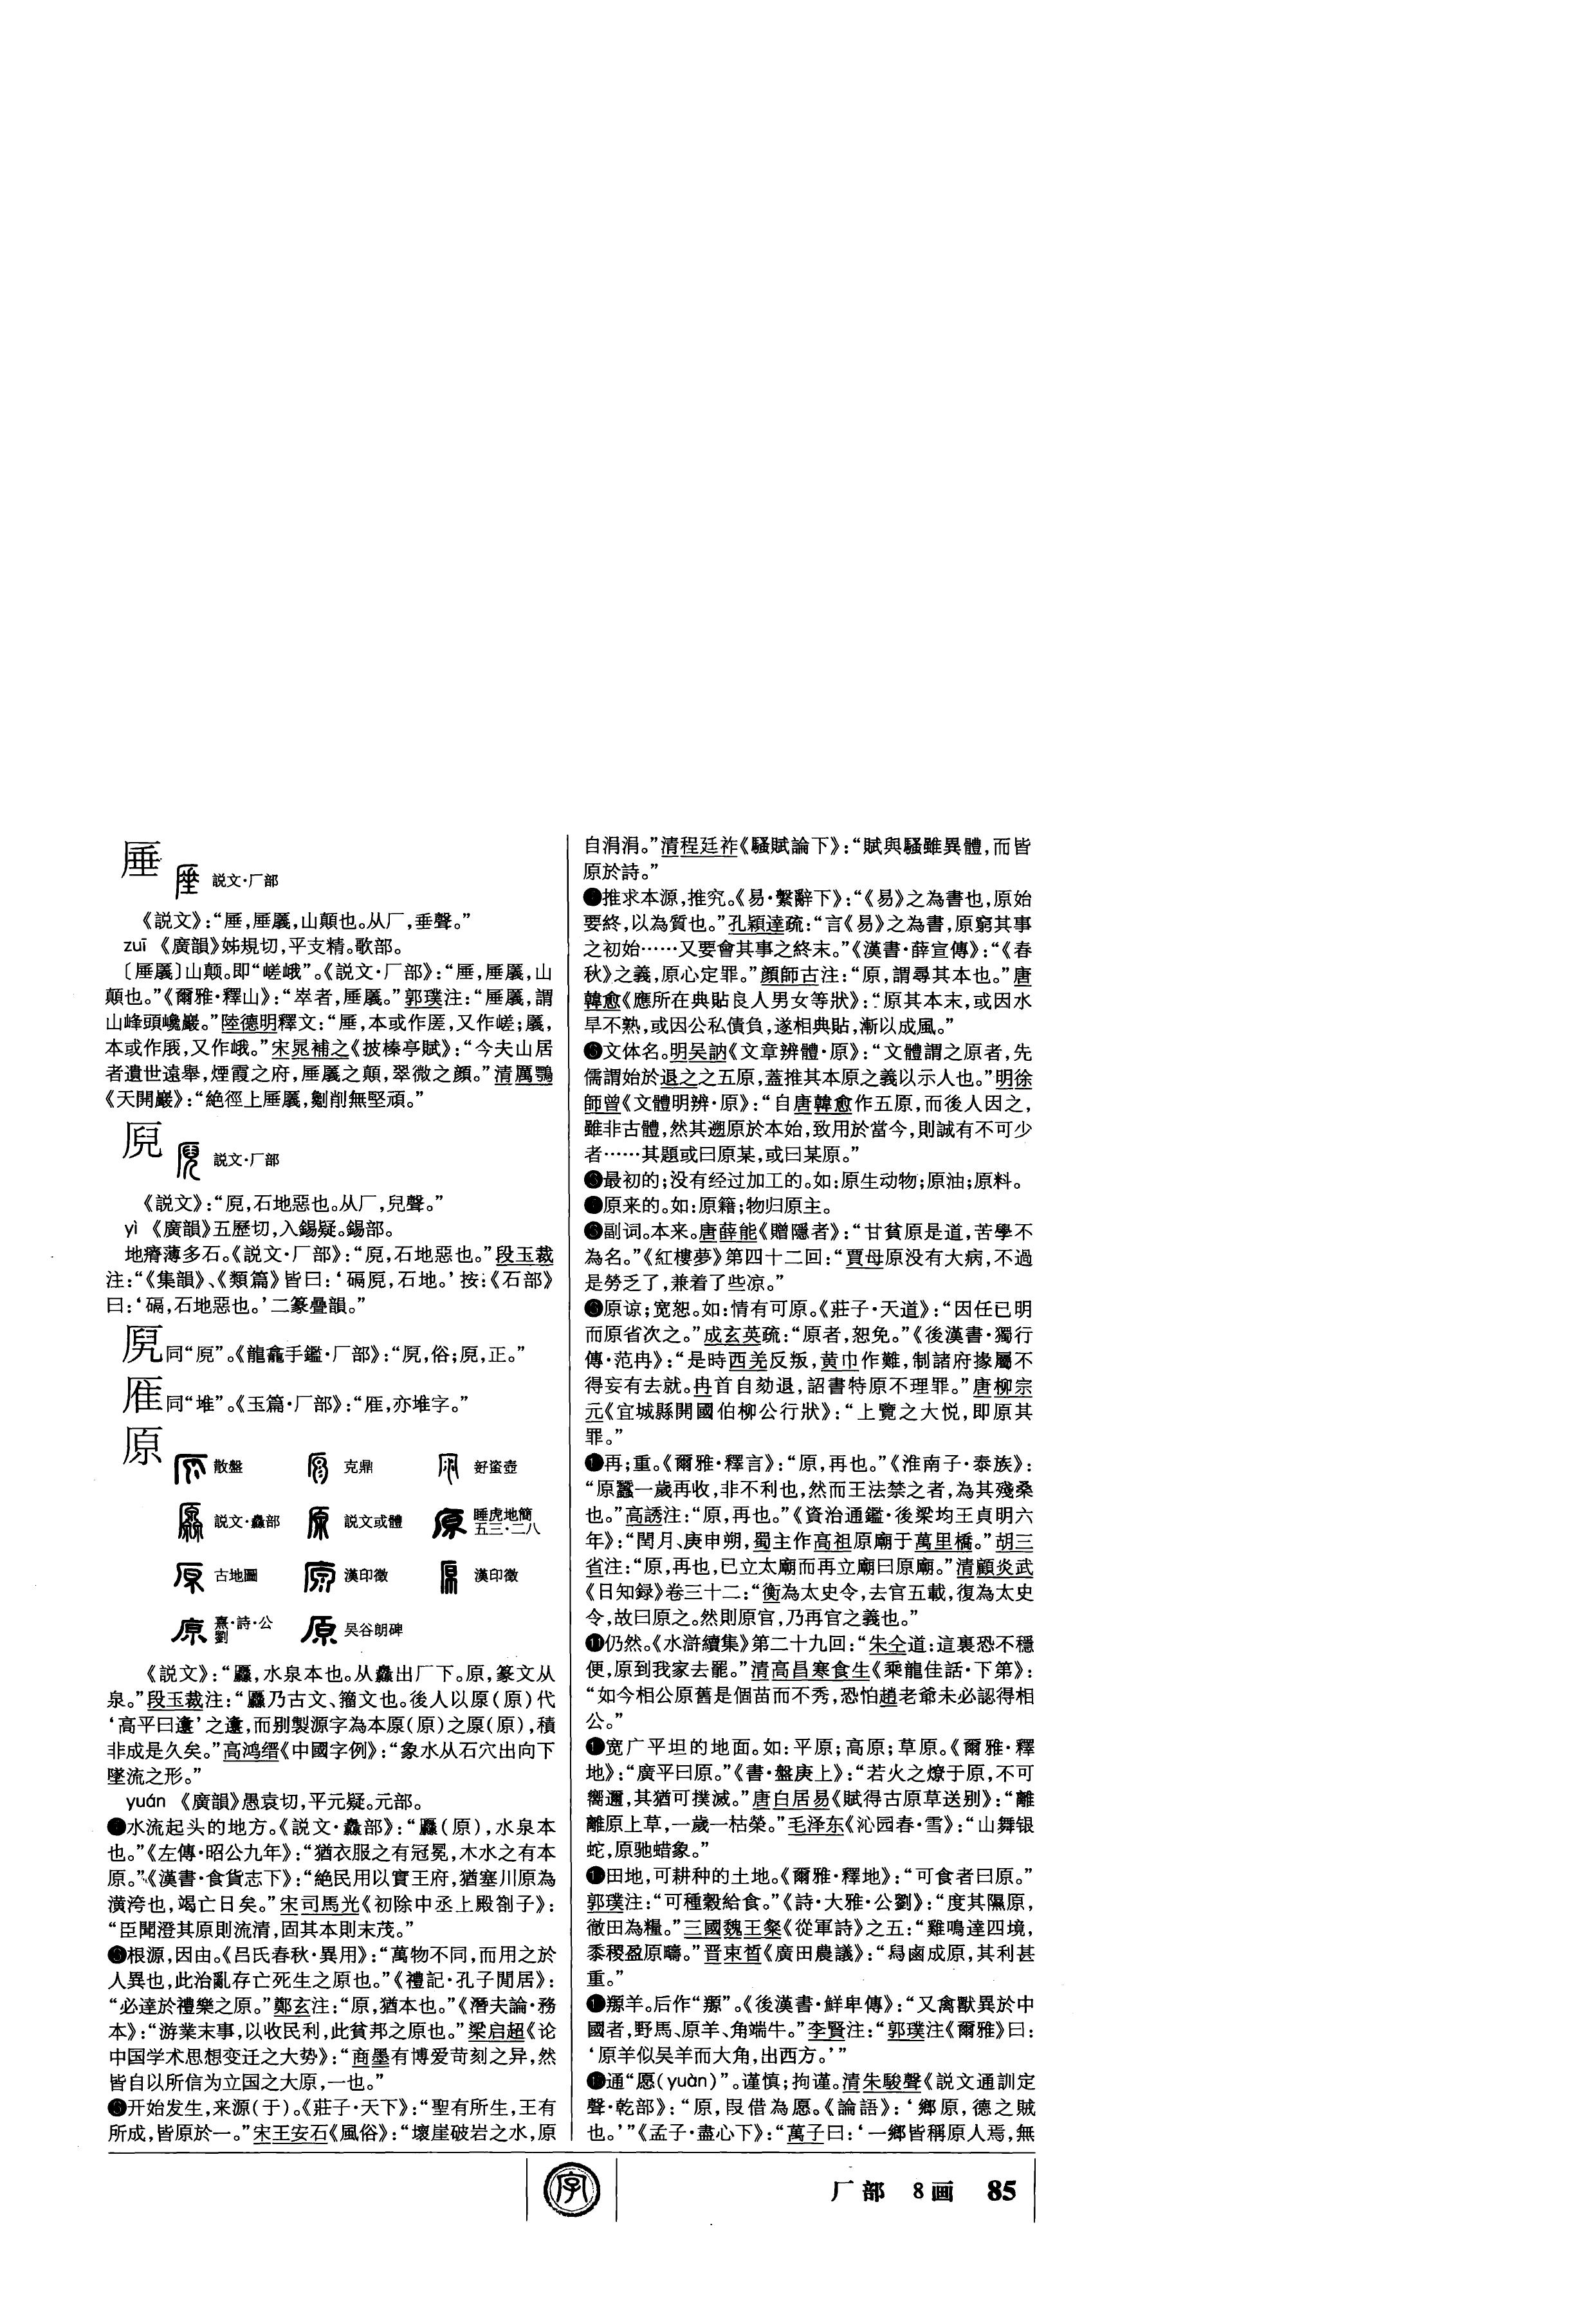 厜
説文·厂部
《説文》：“厜，厜㕒，山顛也。从厂，垂聲。”
zuī 《廣韻》姊規切，平支精。歌部。
〔厜㕒〕山颠。即“嵯峨”。《説文·厂部》：“厜，厜㕒，山
顛也。”《爾雅·釋山》：“崒者，厜㕒。”郭璞注：“厜㕒，謂
山峰頭巉巖。”陸德明釋文：“厜，本或作㕐，又作嵯；㕒，
本或作㕎，又作峨。”宋晁補之《披榛亭賦》：“今夫山居
者遺世遠舉，煙霞之府，厜㕒之顛，翠微之顔。”清厲鶚
《天開巖》：“絶徑上厜㕒，劖削無堅頑。”
㕒
説文·厂部
《説文》：“㕒，石地惡也。从厂，兒聲。”
yì 《廣韻》五歷切，入錫疑。錫部。
地瘠薄多石。《説文·厂部》：“㕒，石地惡也。”段玉裁
注：“《集韻》、《類篇》皆曰：‘碢㕒，石地。’按：《石部》
曰：‘碢，石地惡也。’二篆疊韻。”
同“㕒”。《龍龕手鑑·厂部》：
㕍同“堆”。《玉篇·厂部》：“㕍，亦堆字。”
原
散盤 克鼎 𧊒壺
説文·灥部 説文或體 睡虎地簡五三·二八
古地圖 漢印徵 漢印徵
熹·詩·公劉 吴谷朗碑
《説文》：“厵，水泉本也。从灥出厂下。原，篆文从
泉。”段玉裁注：“厵乃古文、籀文也。後人以原（原）代
‘高平曰邍’之邍，而别製源字為本原（原）之原（原），積
非成是久矣。”高鸿缙《中國字例》：“象水从石穴出向下
墜流之形。”
yuán 《廣韻》愚袁切，平元疑。元部。
水流起头的地方。《説文·灥部》：“厵（原），水泉本
也。”《左傳·昭公九年》：“猶衣服之有冠冕，木水之有本
原。”《漢書·食貨志下》：“絶民用以實王府，猶塞川原為
潢洿也，竭亡日矣。”宋司馬光《初除中丞上殿劄子》：
“臣聞澄其原則流清，固其本則末茂。”
根源，因由。《吕氏春秋·異用》：“萬物不同，而用之於
人異也，此治亂存亡死生之原也。”《禮記·孔子閒居》：
“必達於禮樂之原。”鄭玄注：“原，猶本也。”《潛夫論·務
本》：“游業末事，以收民利，此貧邦之原也。”梁启超《论
中国学术思想变迁之大势》：“商墨有博爱苛刻之异，然
皆自以所信为立国之大原，一也。”
开始发生，来源（于）。《莊子·天下》：“聖有所生，王有
所成，皆原於一。”宋王安石《風俗》：“壞崖破岩之水，原
自涓涓。”清程廷祚《騷賦論下》：“賦與騷雖異體，而皆
原於詩。”
推求本源，推究。《易·繫辭下》：“《易》之為書也，原始
要終，以為質也。”孔穎達疏：“言《易》之為書，原窮其事
之初始……又要會其事之終末。”《漢書·薛宣傳》：“《春
秋》之義，原心定罪。”顔師古注：“原，謂尋其本也。”唐
韓愈《應所在典貼良人男女等狀》：“原其本末，或因水
旱不熟，或因公私債負，遂相典貼，漸以成風。”
文体名。明吴訥《文章辨體·原》：“文體謂之原者，先
儒謂始於退之之五原，蓋推其本原之義以示人也。”明徐
師曾《文體明辨·原》：“自唐韓愈作五原，而後人因之，
雖非古體，然其遡原於本始，致用於當今，則誠有不可少
者……其題或曰原某，或曰某原。”
最初的；没有经过加工的。如：原生动物；原油；原料。
原来的。如：原籍；物归原主。
副词。本来。唐薛能《贈隱者》：“甘貧原是道，苦學不
為名。”《紅樓夢》第四十二回：“賈母原没有大病，不過
是勞乏了，兼着了些凉。”
原谅；宽恕。如：情有可原。《莊子·天道》：“因任已明
而原省次之。”成玄英疏：“原者，恕免。”《後漢書·獨行
傳·范冉》：“是時西羌反叛，黄巾作難，制諸府掾屬不
得妄有去就。冉首自劾退，詔書特原不理罪。”唐柳宗
元《宜城縣開國伯柳公行狀》：“上覽之大悦，即原其
罪。”
再；重。《爾雅·釋言》：“原，再也。”《淮南子·泰族》：
“原蠶一歲再收，非不利也，然而王法禁之者，為其殘桑
也。”高誘注：“原，再也。”《資治通鑑·後梁均王貞明六
年》：“閏月、庚申朔，蜀主作高祖原廟于萬里橋。”胡三
省注：“原，再也，已立太廟而再立廟曰原廟。”清顧炎武
《日知録》卷三十二：“衡為太史令，去官五載，復為太史
令，故曰原之。然則原官，乃再官之義也。”
⓫仍然。《水滸續集》第二十九回：“朱仝道：這裏恐不穩
便，原到我家去罷。”清高昌寒食生《乘龍佳話·下第》：
“如今相公原舊是個苗而不秀，恐怕趙老爺未必認得相
公。”
宽广平坦的地面。如：平原；高原；草原。《爾雅·釋
地》：“廣平曰原。”《書·盤庚上》：“若火之燎于原，不可
嚮邇，其猶可撲滅。”唐白居易《賦得古原草送别》：“離
離原上草，一歲一枯榮。”毛泽东《沁园春·雪》：“山舞银
蛇，原驰蜡象。”
田地，可耕种的土地。《爾雅·釋地》：“可食者曰原。”
郭璞注：“可種穀給食。”《詩·大雅·公劉》：“度其隰原，
徹田為糧。”三國魏王粲《從軍詩》之五：“雞鳴達四境，
黍稷盈原疇。”晋束晳《廣田農議》：“舄鹵成原，其利甚
重。”
羱羊。后作“羱”。《後漢書·鮮卑傳》：“又禽獸異於中
國者，野馬、原羊、角端牛。”李賢注：“郭璞注《爾雅》曰：
‘原羊似吴羊而大角，出西方。’”
通“愿（yuàn）”。谨慎；拘谨。清朱駿聲《説文通訓定
聲·乾部》：“原，叚借為愿。《論語》：‘鄉原，德之賊
也。’”《孟子·盡心下》：“萬子曰：‘一鄉皆稱原人焉，無
字
厂部 8画 85